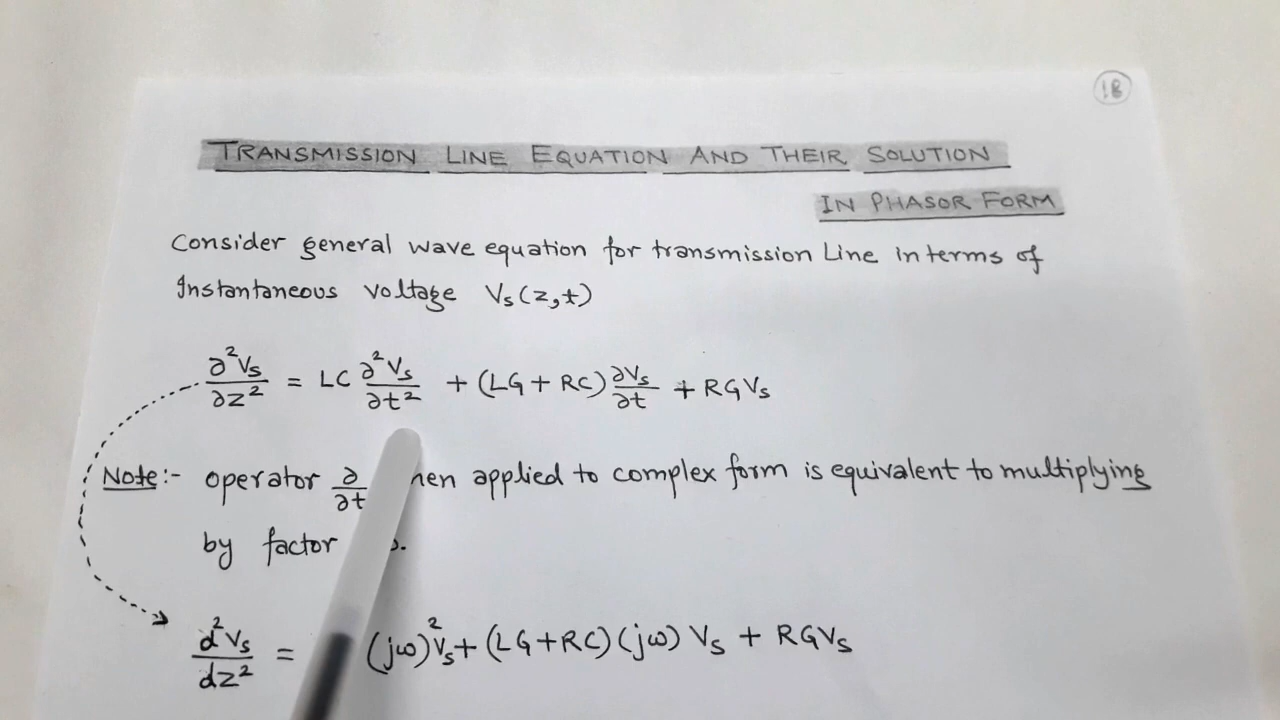 18
TRANSMISSION LINE EQUATION AND THEIR SOLUTION
IN PHASOR FORM
Consider general wave equation for transmission Line in terms of
Instantaneous voltage Vs(z,t)
∂²Vs/∂z² = LC ∂²Vs/∂t² + (LG + RC) ∂Vs/∂t + RGVs
Note:- operator ∂/∂t applied to complex form is equivalent to multiplying
by factor
d²Vs/dz² = (jω)²Vs + (LG+RC)(jω) Vs + RGVs